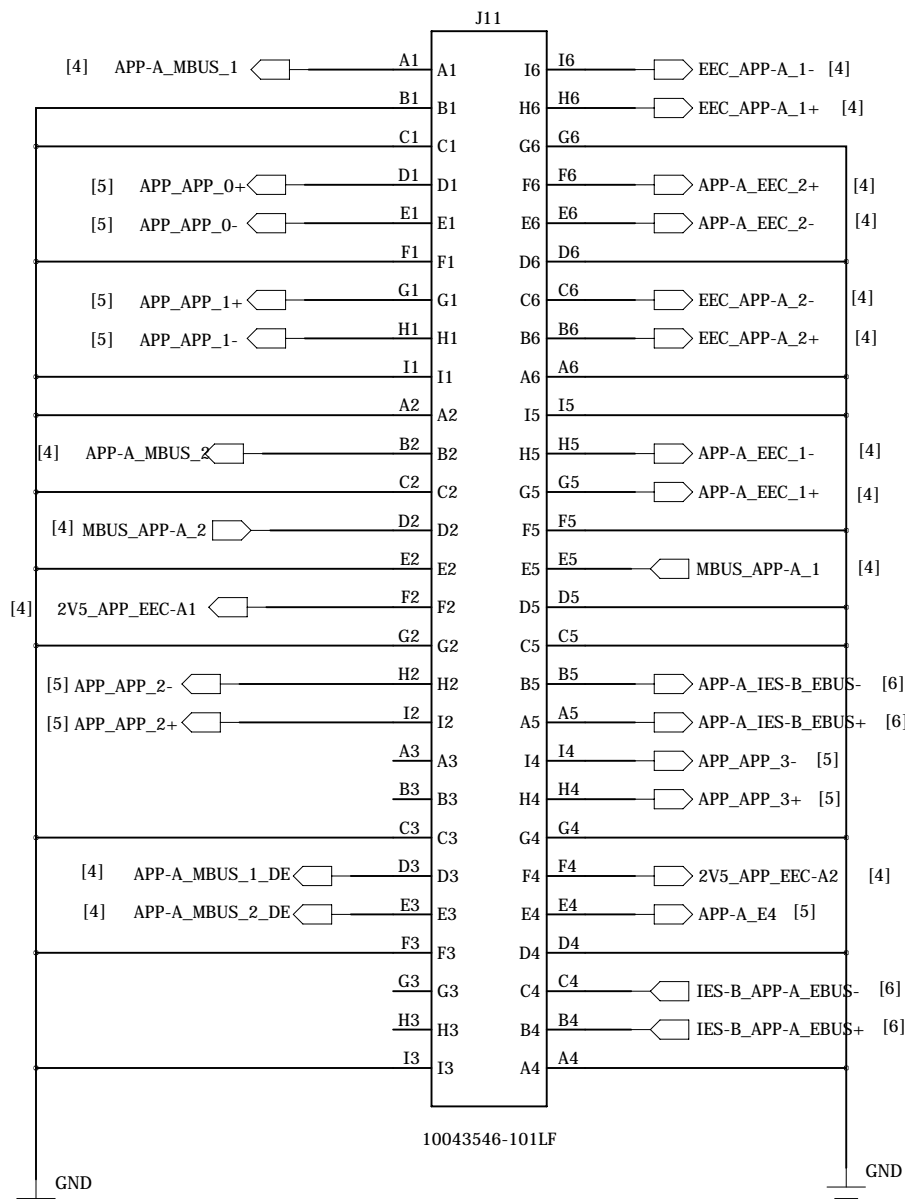 J11
[4] APP-A_MBUS_1 A1 A1 I6 I6 EEC_APP-A_1- [4]
B1 B1 H6 H6 EEC_APP-A_1+ [4]
C1 C1 G6 G6
[5] APP_APP_0+ D1 D1 F6 F6 APP-A_EEC_2+ [4]
[5] APP_APP_0- E1 E1 E6 E6 APP-A_EEC_2- [4]
F1 F1 D6 D6
[5] APP_APP_1+ G1 G1 C6 C6 EEC_APP-A_2- [4]
[5] APP_APP_1- H1 H1 B6 B6 EEC_APP-A_2+ [4]
I1 I1 A6 A6
A2 A2 I5 I5
[4] APP-A_MBUS_2 B2 B2 H5 H5 APP-A_EEC_1- [4]
C2 C2 G5 G5 APP-A_EEC_1+ [4]
[4] MBUS_APP-A_2 D2 D2 F5 F5
E2 E2 E5 E5 MBUS_APP-A_1 [4]
[4] 2V5_APP_EEC-A1 F2 F2 D5 D5
G2 G2 C5 C5
[5] APP_APP_2- H2 H2 B5 B5 APP-A_IES-B_EBUS- [6]
[5] APP_APP_2+ I2 I2 A5 A5 APP-A_IES-B_EBUS+ [6]
A3 A3 I4 I4 APP_APP_3- [5]
B3 B3 H4 H4 APP_APP_3+ [5]
C3 C3 G4 G4
[4] APP-A_MBUS_1_DE D3 D3 F4 F4 2V5_APP_EEC-A2 [4]
[4] APP-A_MBUS_2_DE E3 E3 E4 E4 APP-A_E4 [5]
F3 F3 D4 D4
G3 G3 C4 C4 IES-B_APP-A_EBUS- [6]
H3 H3 B4 B4 IES-B_APP-A_EBUS+ [6]
I3 I3 A4 A4
10043546-101LF
GND GND